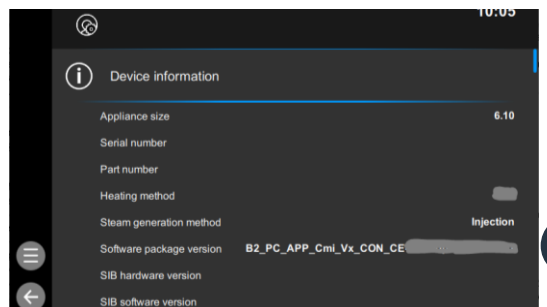 10:05
Device information
Appliance size 6.10
Serial number
Part number
Heating method
Steam generation method Injection
Software package version B2_PC_APP_Cmi_Vx_CON_CE
SIB hardware version
SIB software version